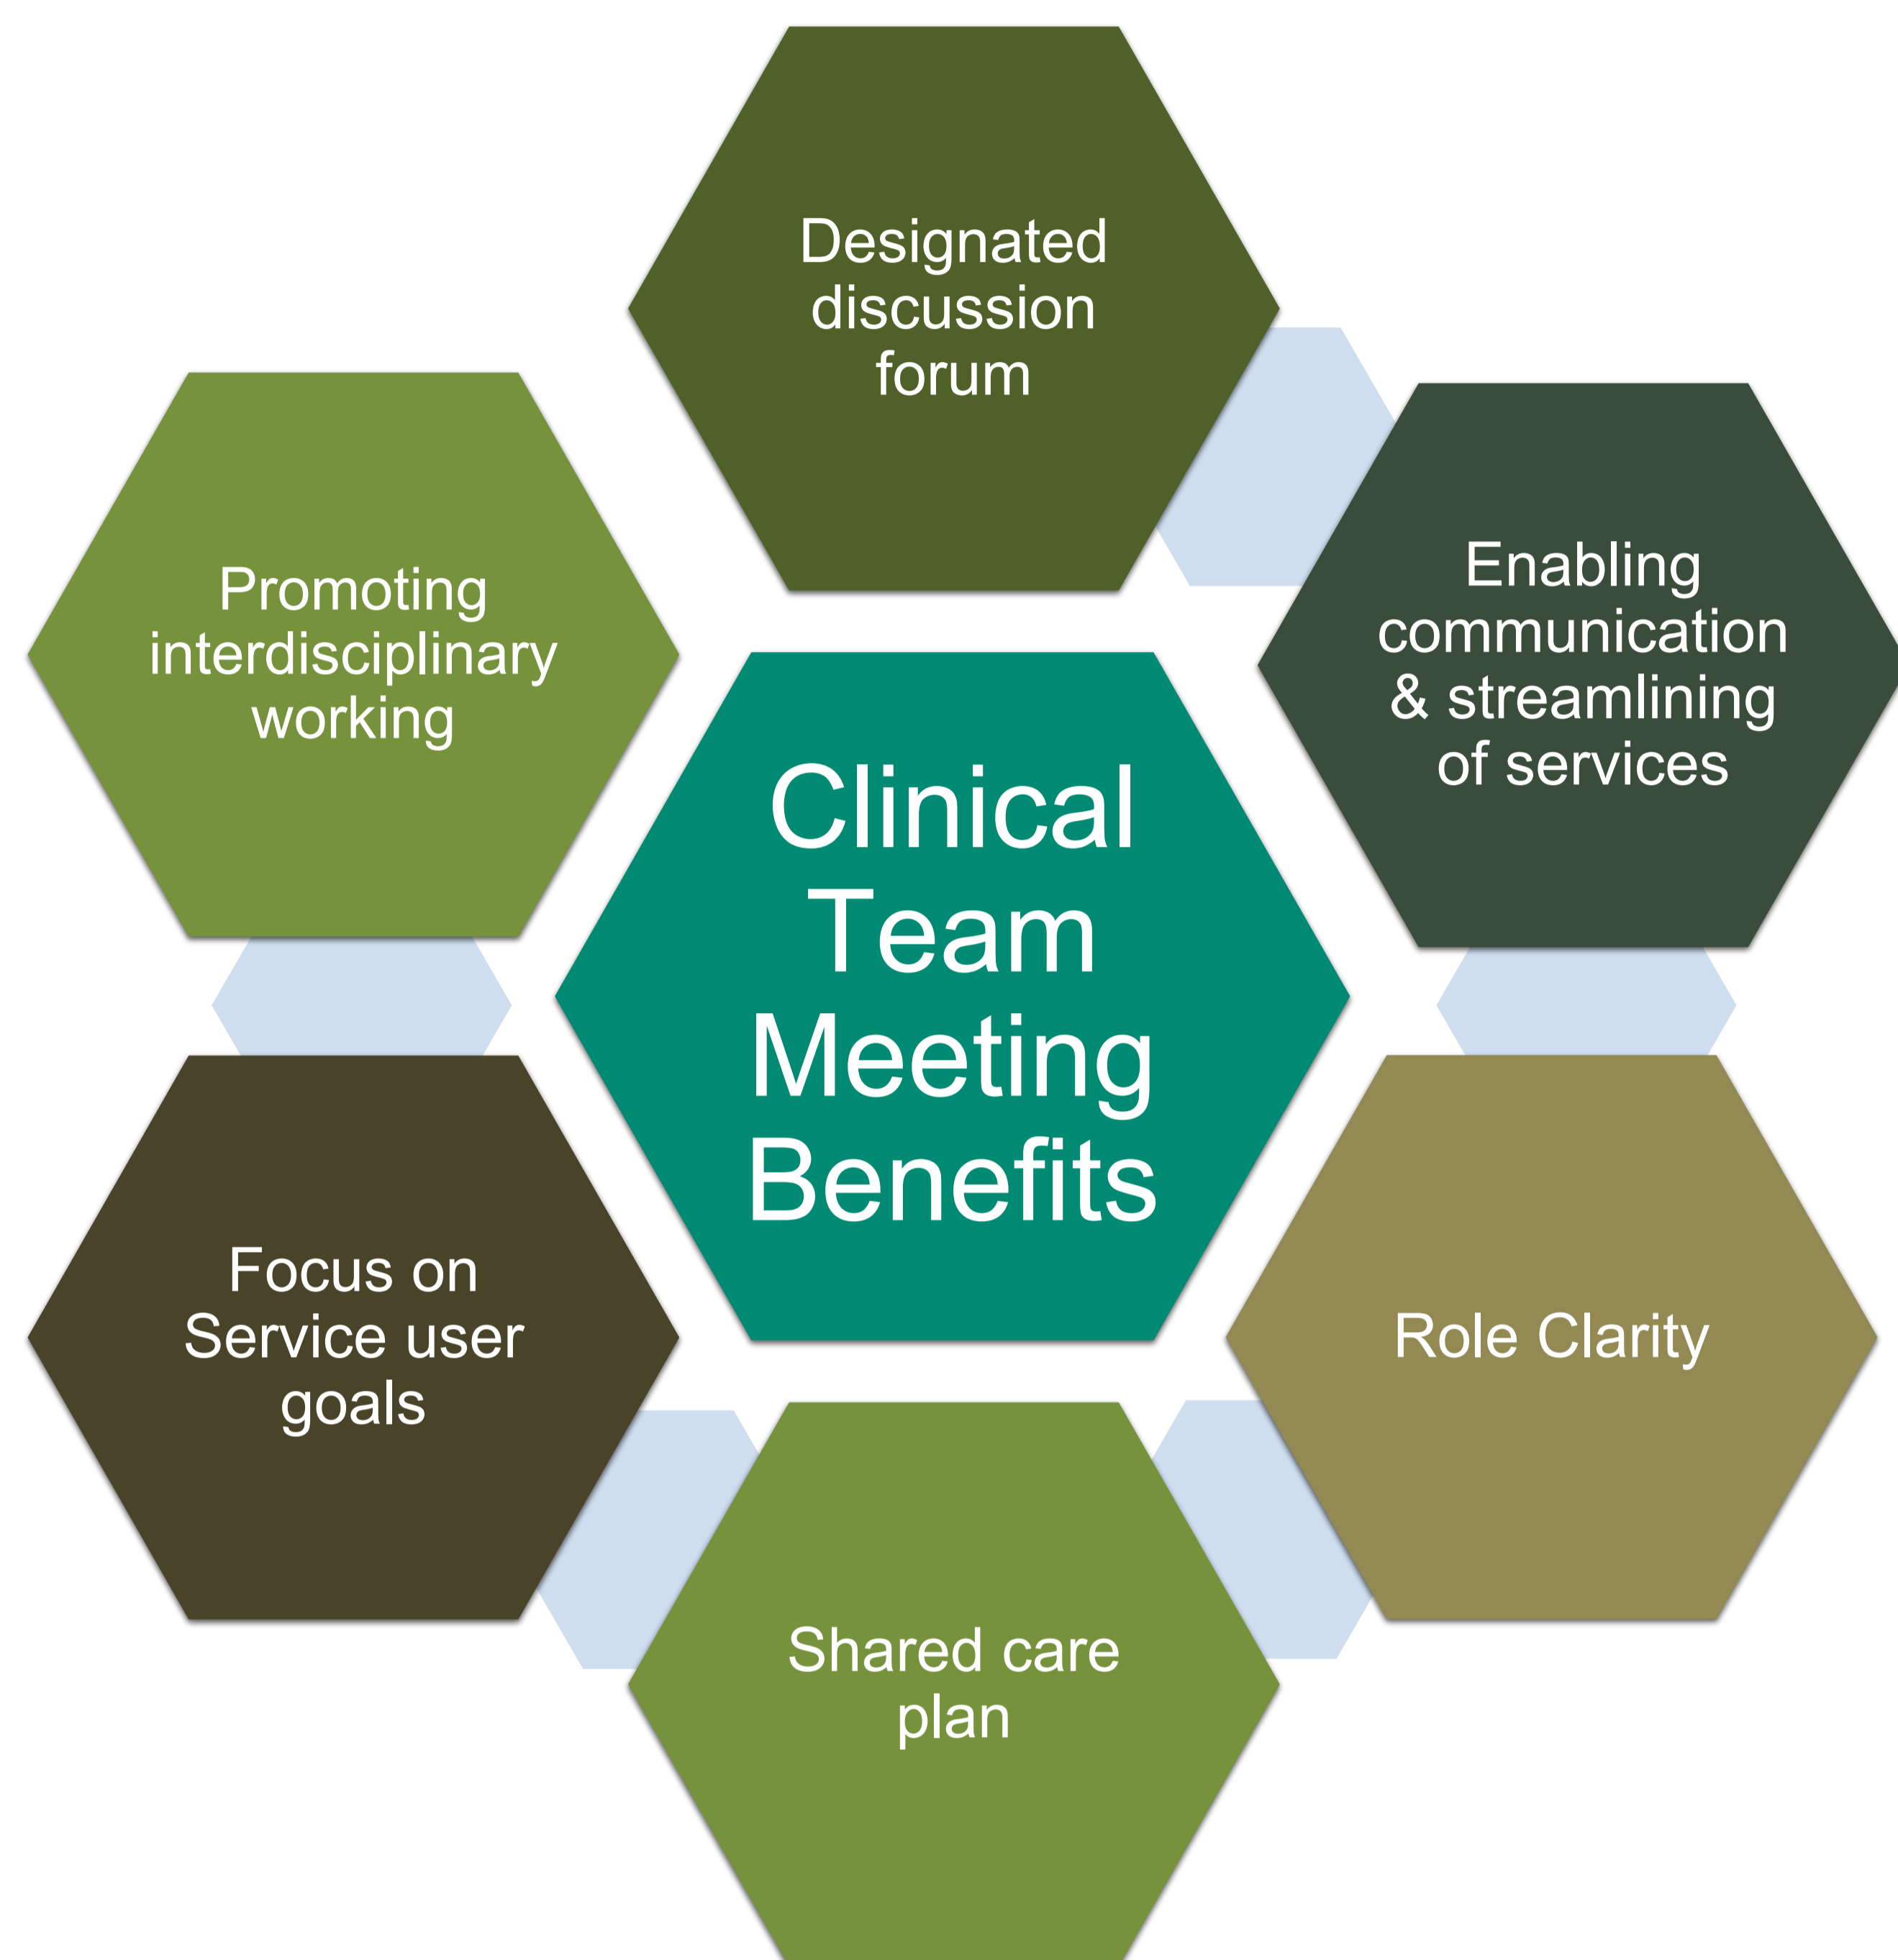 Designated
discussion
forum
Enabling
communication
& streamlining
of services
Promoting
interdisciplinary
working
Clinical
Team
Meeting
Benefits
Focus on
Service user
goals
Role Clarity
Shared care
plan